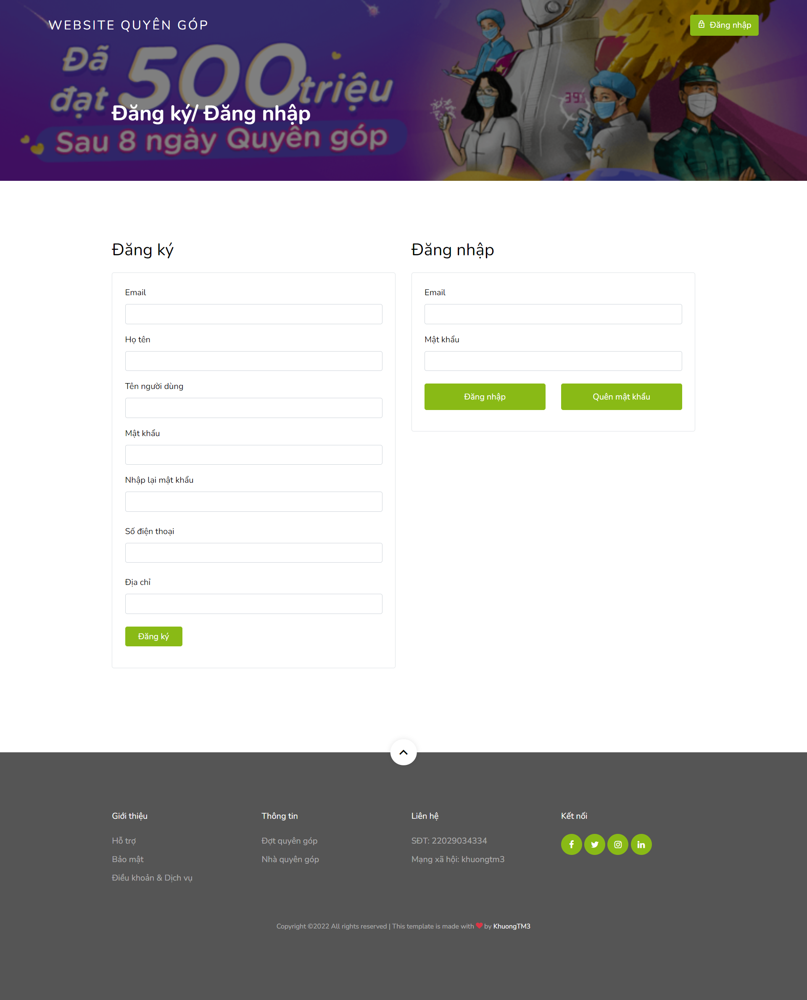 WEBSITE QUYÊN GÓP
Đăng nhập
Đã
đạt 500 triệu
Đăng ký/ Đăng nhập
Sau 8 ngày Quyên góp
Đăng ký
Email
Họ tên
Tên người dùng
Mật khẩu
Nhập lại mật khẩu
Số điện thoại
Địa chỉ
Đăng ký
Đăng nhập
Email
Mật khẩu
Đăng nhập
Quên mật khẩu
Giới thiệu
Hỗ trợ
Bảo mật
Điều khoản & Dịch vụ
Thông tin
Đợt quyên góp
Nhà quyên góp
Liên hệ
SĐT: 22029034334
Mạng xã hội: khuongtm3
Kết nối
Copyright ©2022 All rights reserved | This template is made with ❤ by KhuongTM3